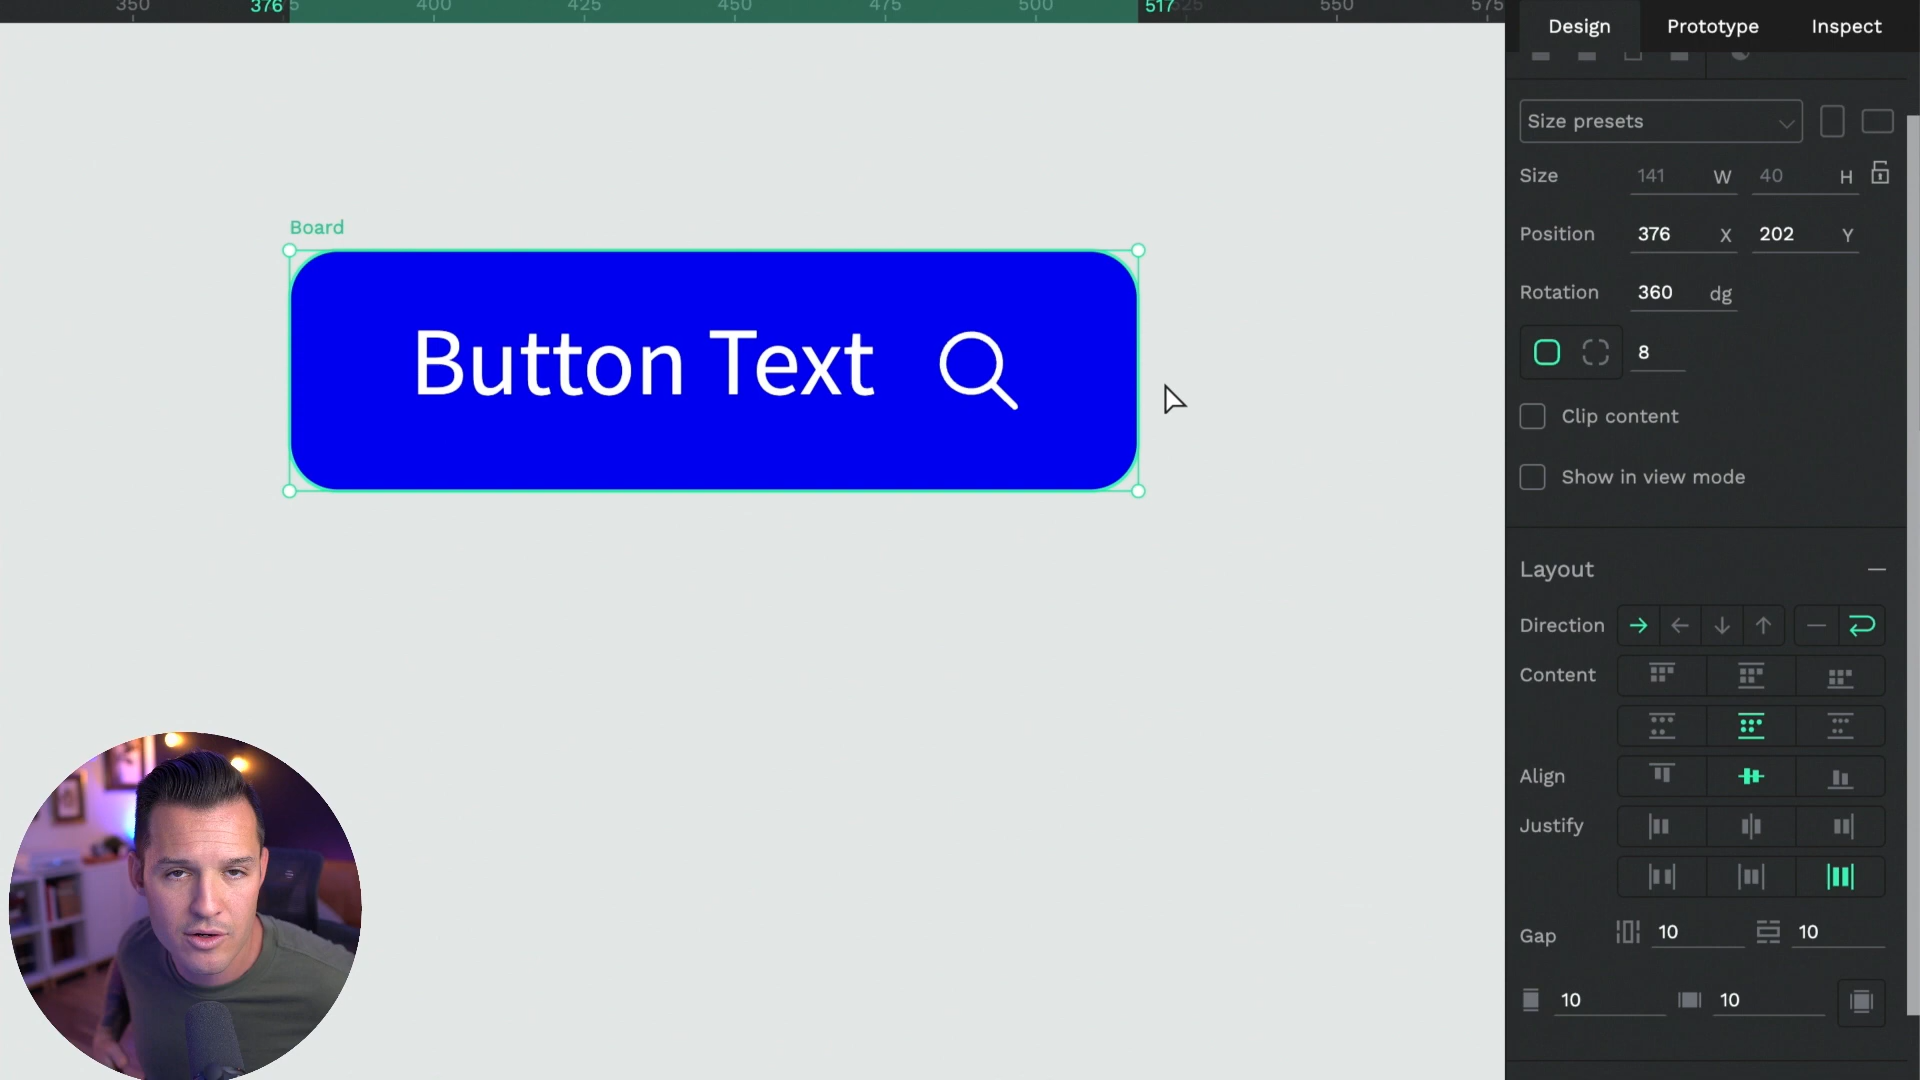 350 376 5 400 425 450 475 500 517 525 550 575
Design Prototype Inspect
Size presets
Size 141 W 40 H
Position 376 X 202 Y
Rotation 360 dg
8
Clip content
Show in view mode
Board
Button Text
Layout
Direction
Content
Align
Justify
Gap 10 10
10 10